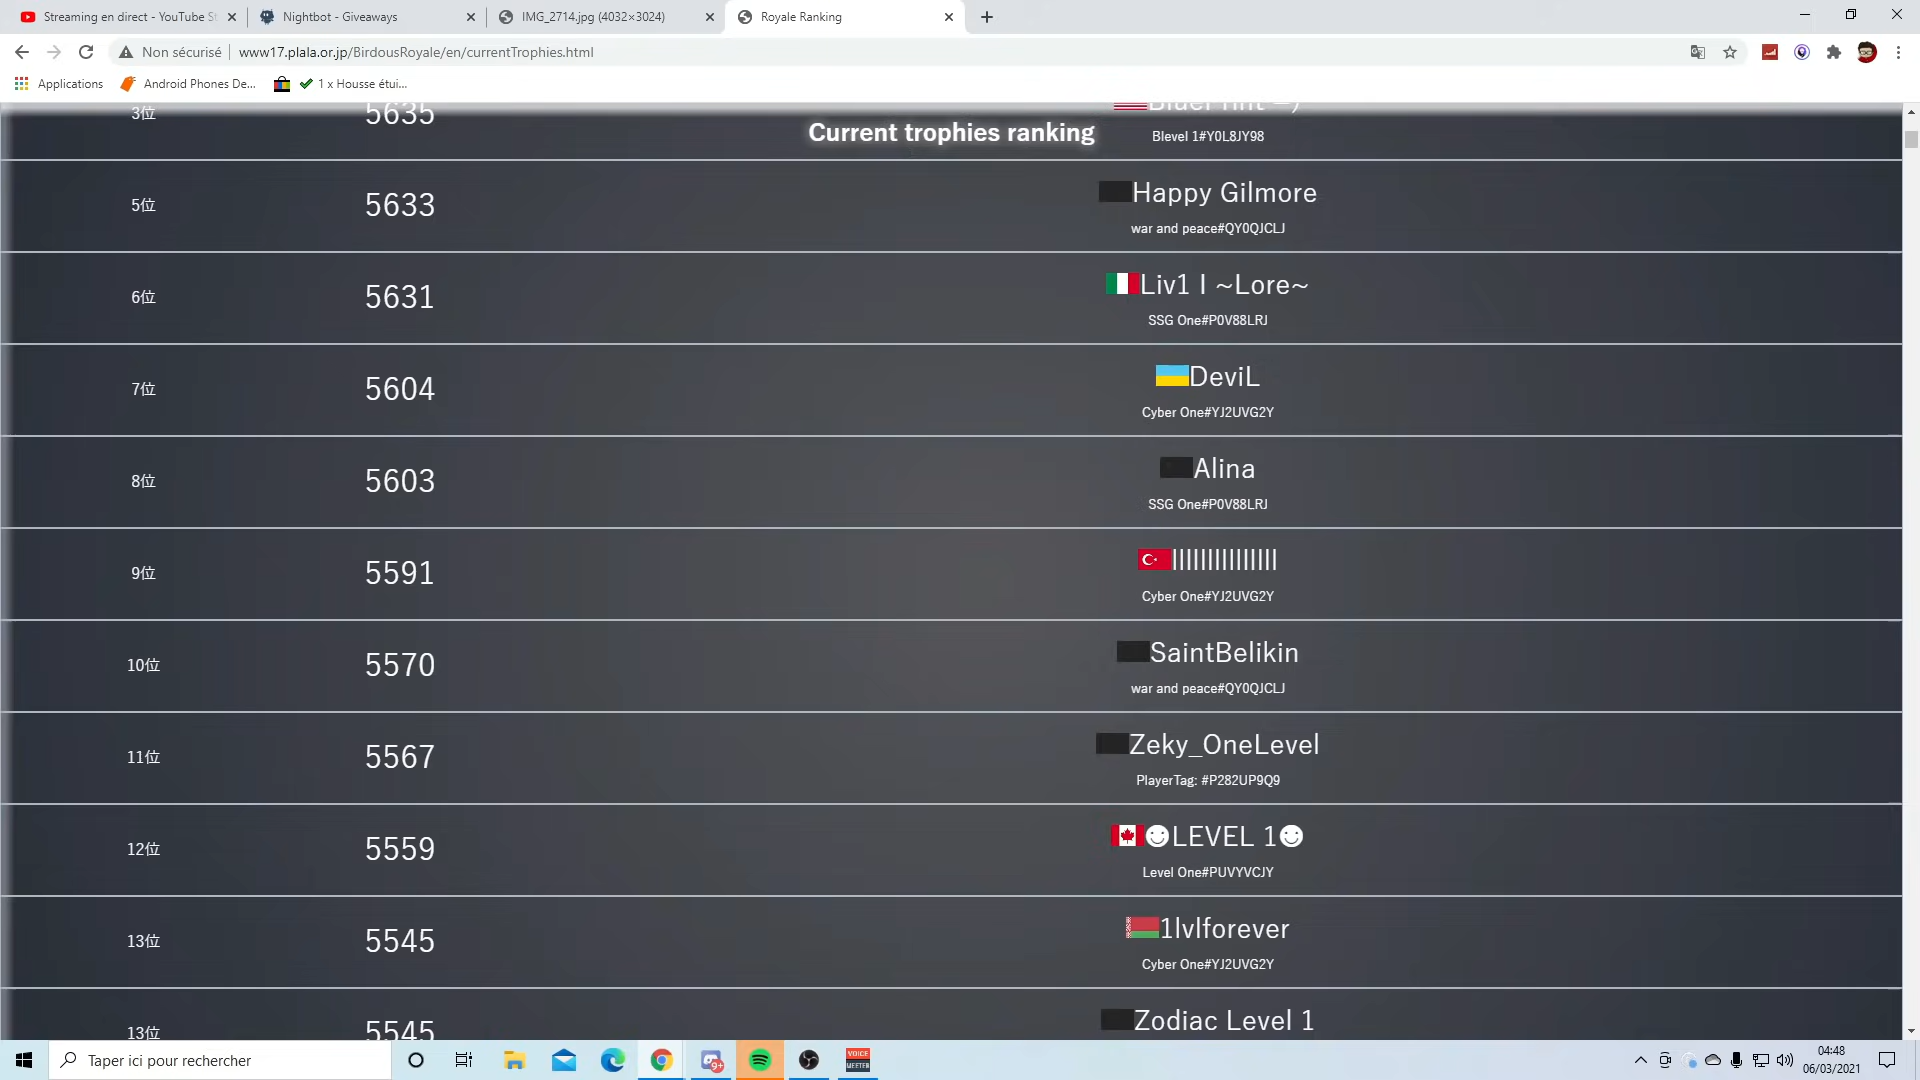 Streaming en direct - YouTube St
Nightbot - Giveaways
IMG_2714.jpg (4032×3024)
Royale Ranking
Non sécurisé
www17.plala.or.jp/BirdousRoyale/en/currentTrophies.html
Applications
Android Phones De...
1 x Housse étui...
Current trophies ranking
3位 5635
Blevel 1#Y0L8JY98
5位 5633 Happy Gilmore
war and peace#QY0QJCLJ
6位 5631 Liv1 I ~Lore~
SSG One#P0V88LRJ
7位 5604 DeviL
Cyber One#YJ2UVG2Y
8位 5603 Alina
SSG One#P0V88LRJ
9位 5591 |||||||||||||||
Cyber One#YJ2UVG2Y
10位 5570 SaintBelikin
war and peace#QY0QJCLJ
11位 5567 Zeky_OneLevel
PlayerTag: #P282UP9Q9
12位 5559 ☻LEVEL 1☻
Level One#PUVYVCJY
13位 5545 1lvlforever
Cyber One#YJ2UVG2Y
13位 5545 Zodiac Level 1
Taper ici pour rechercher
9+
VOICE
MEETER
04:48
06/03/2021